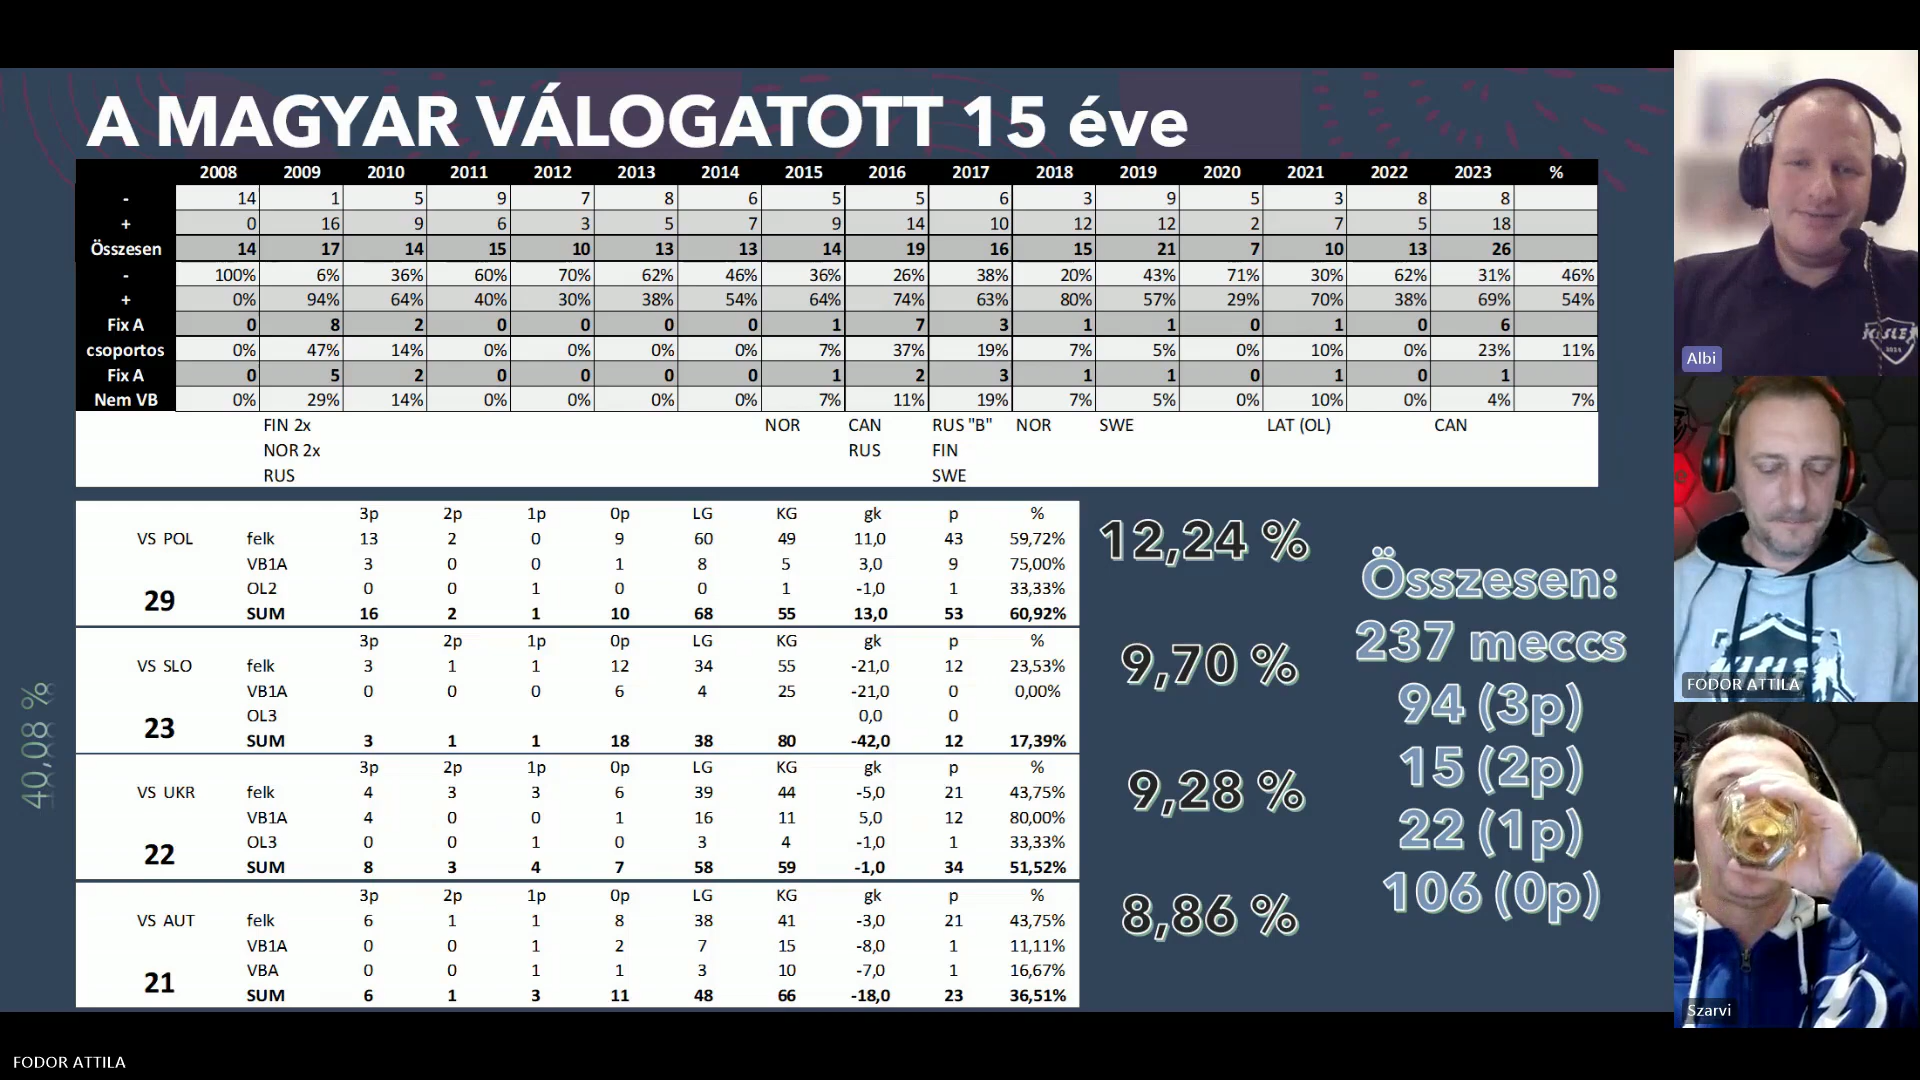 A MAGYAR VÁLOGATOTT 15 éve
2008 2009 2010 2011 2012 2013 2014 2015 2016 2017 2018 2019 2020 2021 2022 2023 %
- 14 1 5 9 7 8 6 5 5 6 3 9 5 3 8 8
+ 0 16 9 6 3 5 7 9 14 10 12 12 2 7 5 18
Összesen 14 17 14 15 10 13 13 14 19 16 15 21 7 10 13 26
- 100% 6% 36% 60% 70% 62% 46% 36% 26% 38% 20% 43% 71% 30% 62% 31% 46%
+ 0% 94% 64% 40% 30% 38% 54% 64% 74% 63% 80% 57% 29% 70% 38% 69% 54%
Fix A 0 8 2 0 0 0 0 1 7 3 1 1 0 1 0 6
csoportos 0% 47% 14% 0% 0% 0% 0% 7% 37% 19% 7% 5% 0% 10% 0% 23% 11%
Fix A 0 5 2 0 0 0 0 1 2 3 1 1 0 1 0 1
Nem VB 0% 29% 14% 0% 0% 0% 0% 7% 11% 19% 7% 5% 0% 10% 0% 4% 7%
FIN 2x NOR CAN RUS "B" NOR SWE LAT (OL) CAN
NOR 2x RUS FIN
RUS SWE
3p 2p 1p 0p LG KG gk p %
VS POL felk 13 2 0 9 60 49 11,0 43 59,72%
VB1A 3 0 0 1 8 5 3,0 9 75,00%
OL2 0 0 1 0 0 1 -1,0 1 33,33%
29 SUM 16 2 1 10 68 55 13,0 53 60,92%
3p 2p 1p 0p LG KG gk p %
VS SLO felk 3 1 1 12 34 55 -21,0 12 23,53%
VB1A 0 0 0 6 4 25 -21,0 0 0,00%
OL3 0,0 0
23 SUM 3 1 1 18 38 80 -42,0 12 17,39%
3p 2p 1p 0p LG KG gk p %
VS UKR felk 4 3 3 6 39 44 -5,0 21 43,75%
VB1A 4 0 0 1 16 11 5,0 12 80,00%
OL3 0 0 1 0 3 4 -1,0 1 33,33%
22 SUM 8 3 4 7 58 59 -1,0 34 51,52%
3p 2p 1p 0p LG KG gk p %
VS AUT felk 6 1 1 8 38 41 -3,0 21 43,75%
VB1A 0 0 1 2 7 15 -8,0 1 11,11%
VBA 0 0 1 1 3 10 -7,0 1 16,67%
21 SUM 6 1 3 11 48 66 -18,0 23 36,51%
40,08 %
12,24 %
9,70 %
9,28 %
8,86 %
Összesen:
237 meccs
94 (3p)
15 (2p)
22 (1p)
106 (0p)
Albi
FODOR ATTILA
Szarvi
FODOR ATTILA